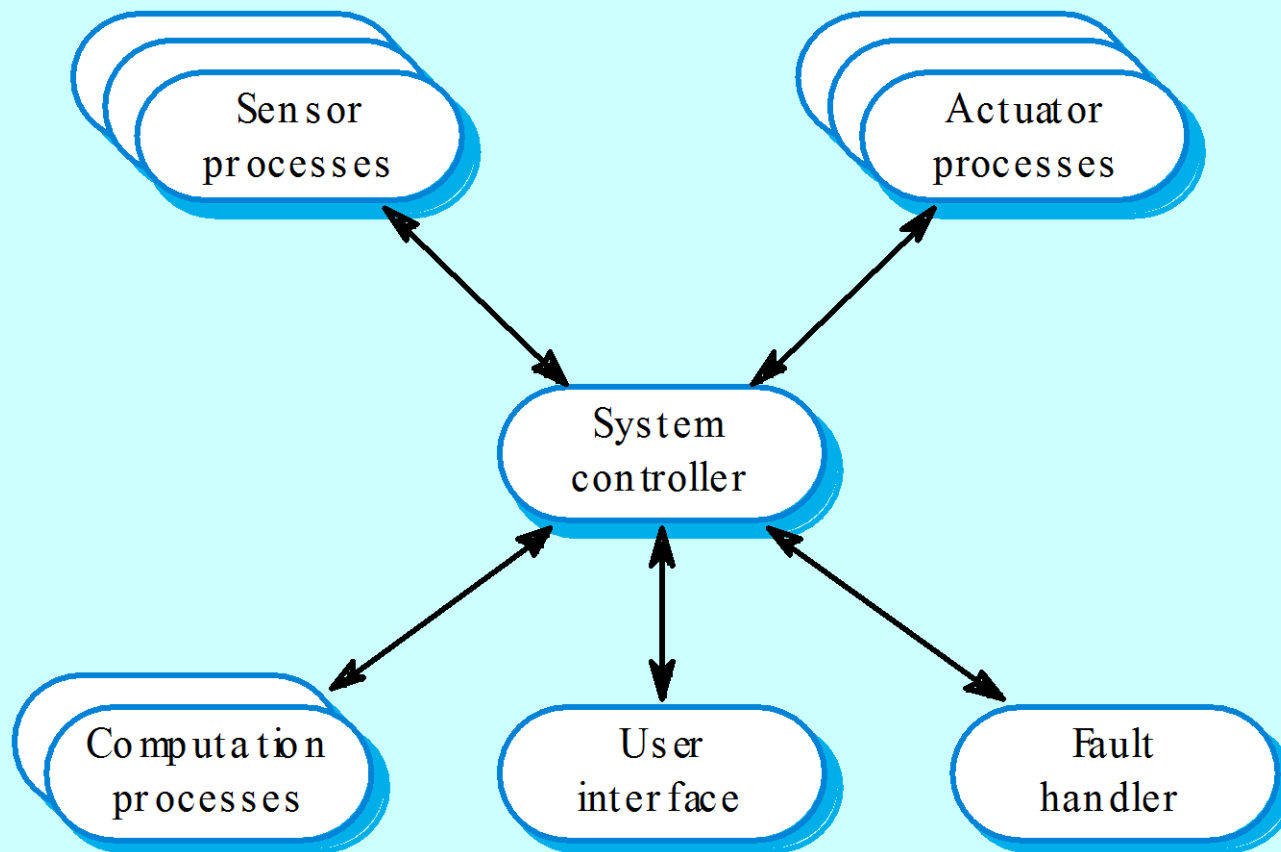 Sensor
processes
Actuator
processes
System
controller
Computation
processes
User
interface
Fault
handler